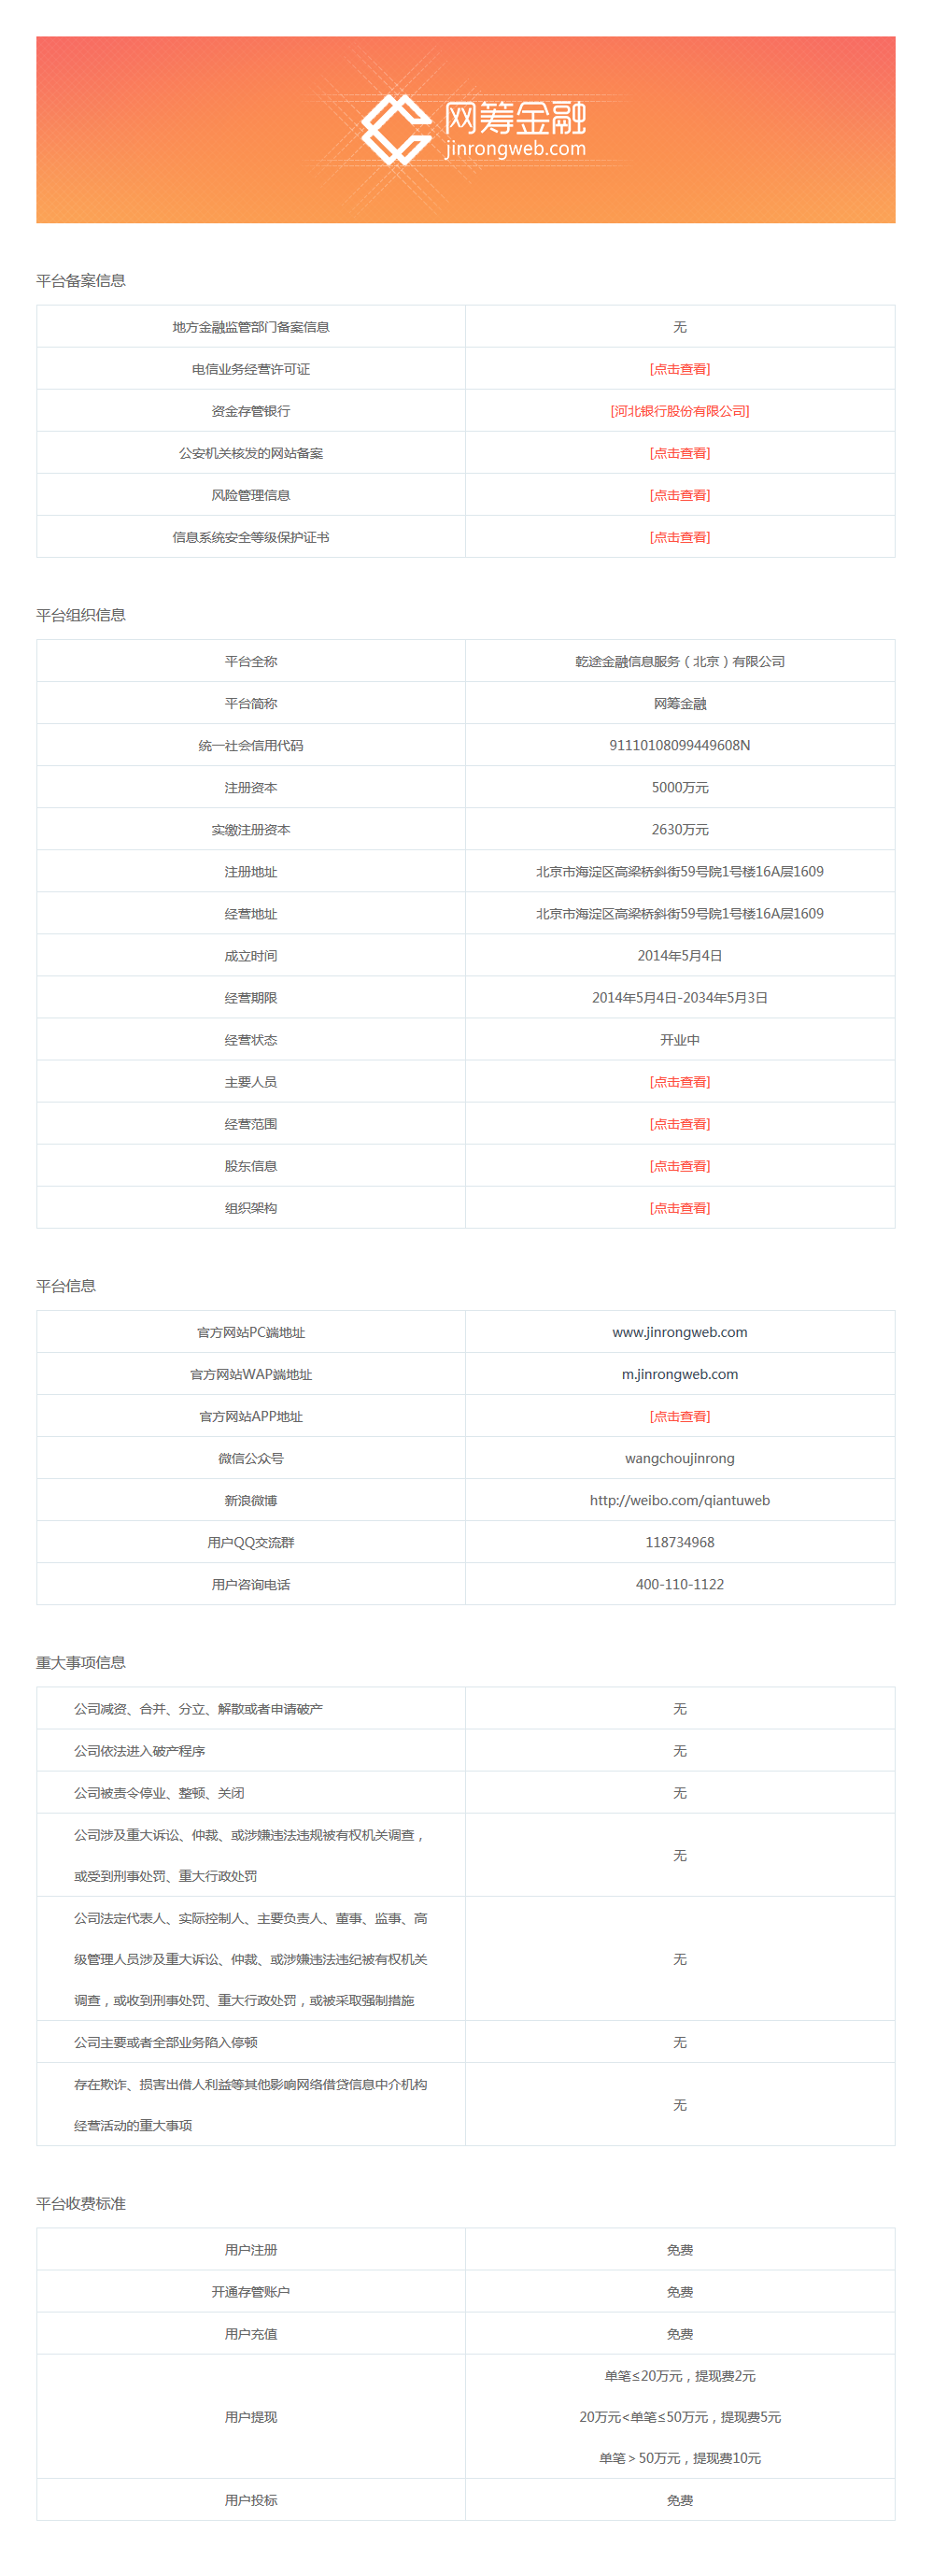 网筹金融
jinrongweb.com
平台备案信息
地方金融监管部门备案信息 无
电信业务经营许可证 [点击查看]
资金存管银行 [河北银行股份有限公司]
公安机关核发的网站备案 [点击查看]
风险管理信息 [点击查看]
信息系统安全等级保护证书 [点击查看]
平台组织信息
平台全称 乾途金融信息服务（北京）有限公司
平台简称 网筹金融
统一社会信用代码 91110108099449608N
注册资本 5000万元
实缴注册资本 2630万元
注册地址 北京市海淀区高梁桥斜街59号院1号楼16A层1609
经营地址 北京市海淀区高梁桥斜街59号院1号楼16A层1609
成立时间 2014年5月4日
经营期限 2014年5月4日-2034年5月3日
经营状态 开业中
主要人员 [点击查看]
经营范围 [点击查看]
股东信息 [点击查看]
组织架构 [点击查看]
平台信息
官方网站PC端地址 www.jinrongweb.com
官方网站WAP端地址 m.jinrongweb.com
官方网站APP地址 [点击查看]
微信公众号 wangchoujinrong
新浪微博 http://weibo.com/qiantuweb
用户QQ交流群 118734968
用户咨询电话 400-110-1122
重大事项信息
公司减资、合并、分立、解散或者申请破产 无
公司依法进入破产程序 无
公司被责令停业、整顿、关闭 无
公司涉及重大诉讼、仲裁、或涉嫌违法违规被有权机关调查，
或受到刑事处罚、重大行政处罚
无
公司法定代表人、实际控制人、主要负责人、董事、监事、高
级管理人员涉及重大诉讼、仲裁、或涉嫌违法违纪被有权机关
调查，或收到刑事处罚、重大行政处罚，或被采取强制措施
无
公司主要或者全部业务陷入停顿 无
存在欺诈、损害出借人利益等其他影响网络借贷信息中介机构
经营活动的重大事项
无
平台收费标准
用户注册 免费
开通存管账户 免费
用户充值 免费
用户提现
单笔≤20万元，提现费2元
20万元<单笔≤50万元，提现费5元
单笔＞50万元，提现费10元
用户投标 免费